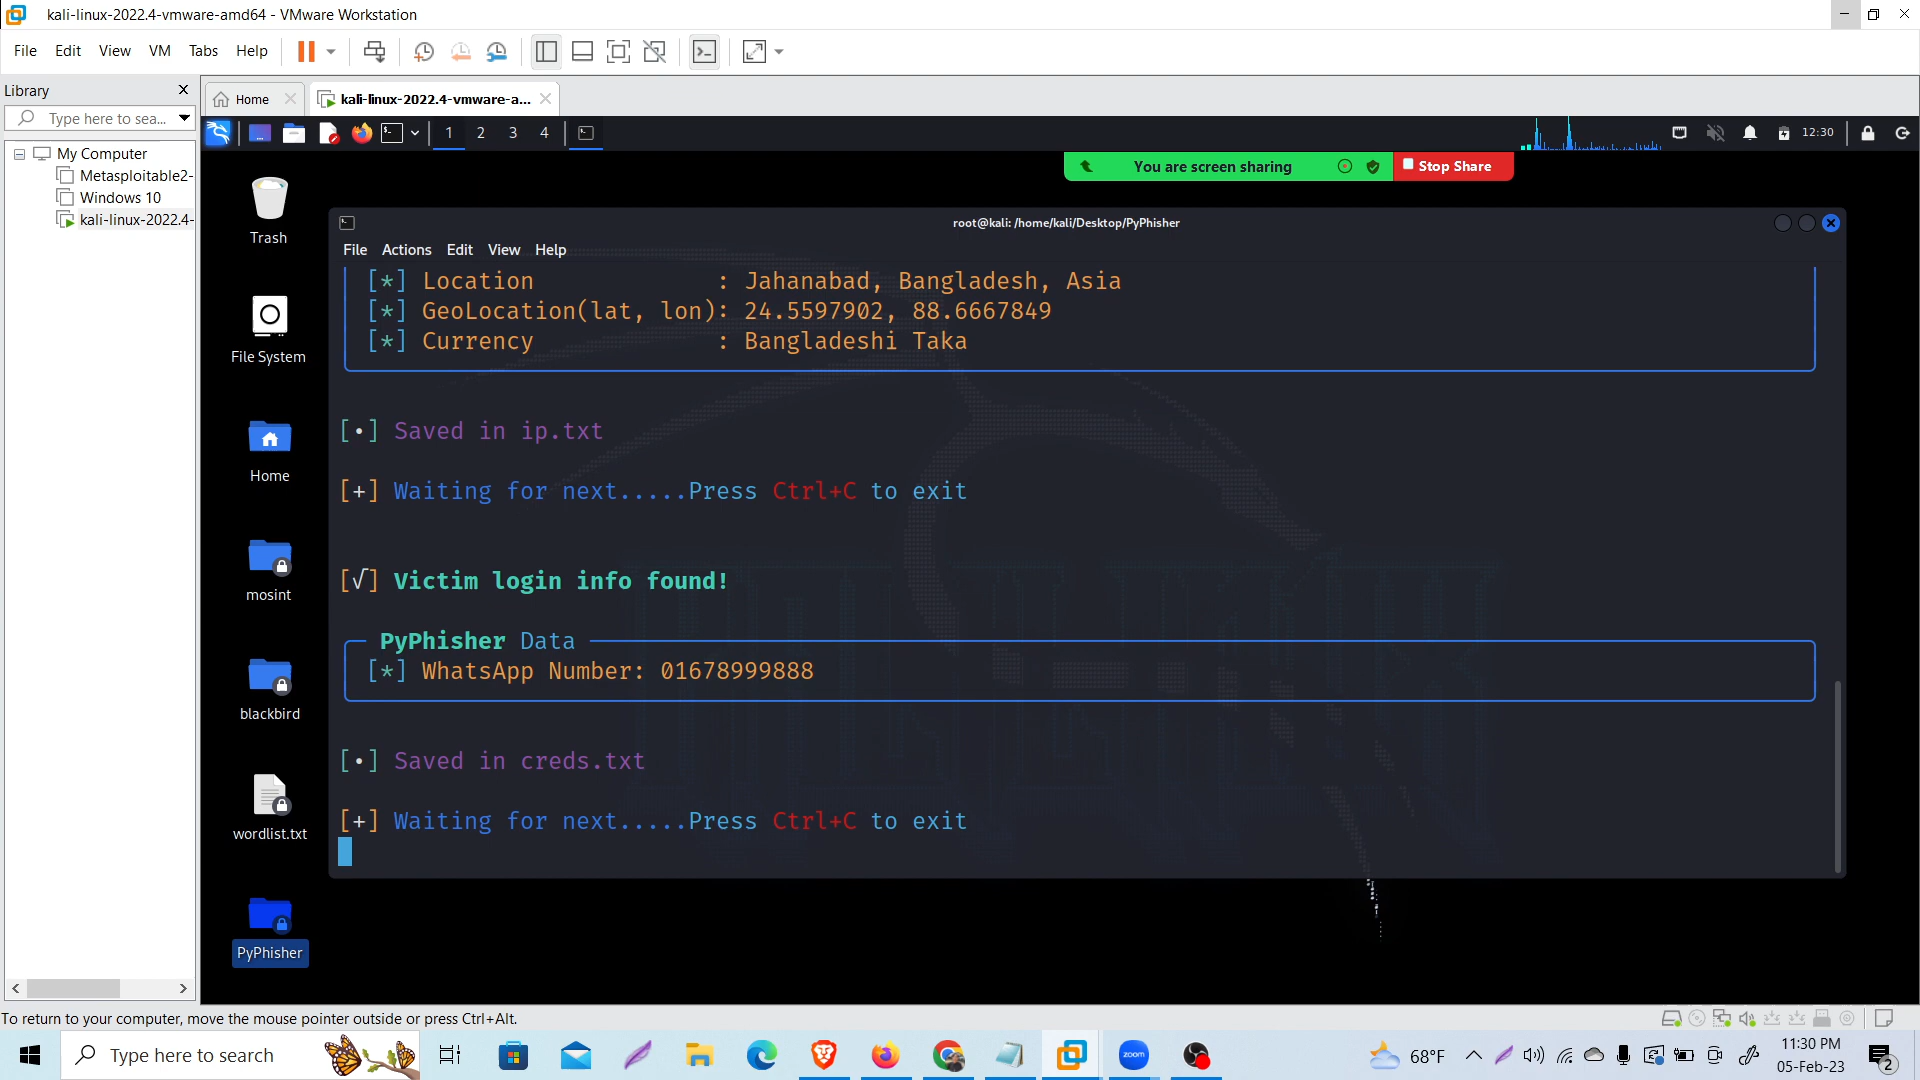 kali-linux-2022.4-vmware-amd64 - VMware Workstation
File Edit View VM Tabs Help
Library
Type here to sea...
My Computer
Metasploitable2-
Windows 10
kali-linux-2022.4-
Home
kali-linux-2022.4-vmware-a...
1 2 3 4
12:30
You are screen sharing
Stop Share
Trash
File System
Home
mosint
blackbird
wordlist.txt
PyPhisher
root@kali: /home/kali/Desktop/PyPhisher
File Actions Edit View Help
[*] Location : Jahanabad, Bangladesh, Asia
[*] GeoLocation(lat, lon): 24.5597902, 88.6667849
[*] Currency : Bangladeshi Taka
[•] Saved in ip.txt
[+] Waiting for next.....Press Ctrl+C to exit
[√] Victim login info found!
PyPhisher Data
[*] WhatsApp Number: 01678999888
[•] Saved in creds.txt
[+] Waiting for next.....Press Ctrl+C to exit
To return to your computer, move the mouse pointer outside or press Ctrl+Alt.
Type here to search
zoom
68°F
11:30 PM
05-Feb-23
2